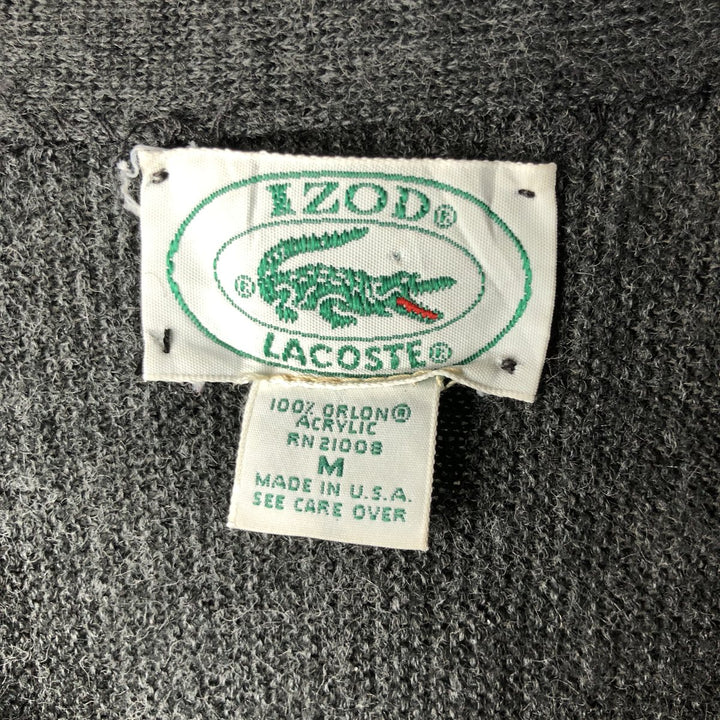 IZOD®
®
LACOSTE®
100% ORLON®
ACRYLIC
RN 21008
M
MADE IN U.S.A.
SEE CARE OVER